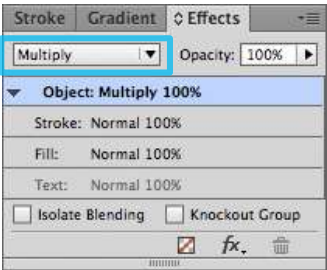 Stroke Gradient Effects
Multiply Opacity: 100%
Object: Multiply 100%
Stroke: Normal 100%
Fill: Normal 100%
Text: Normal 100%
Isolate Blending Knockout Group
fx.